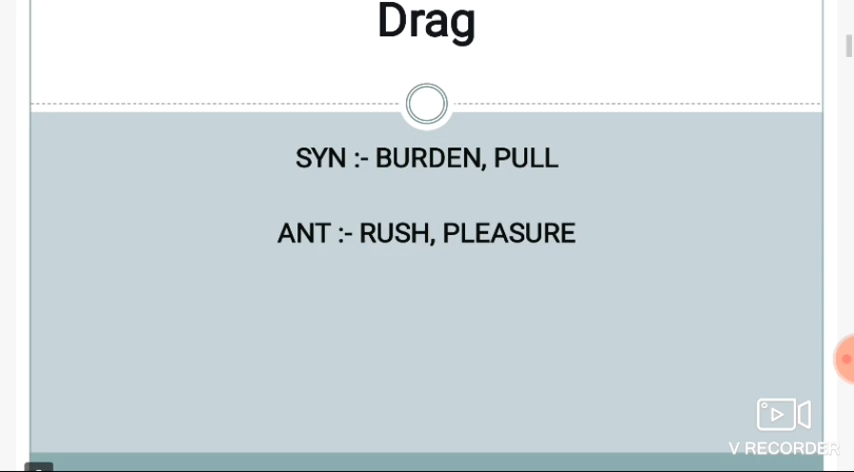 Drag
SYN :- BURDEN, PULL
ANT :- RUSH, PLEASURE
V RECORDER